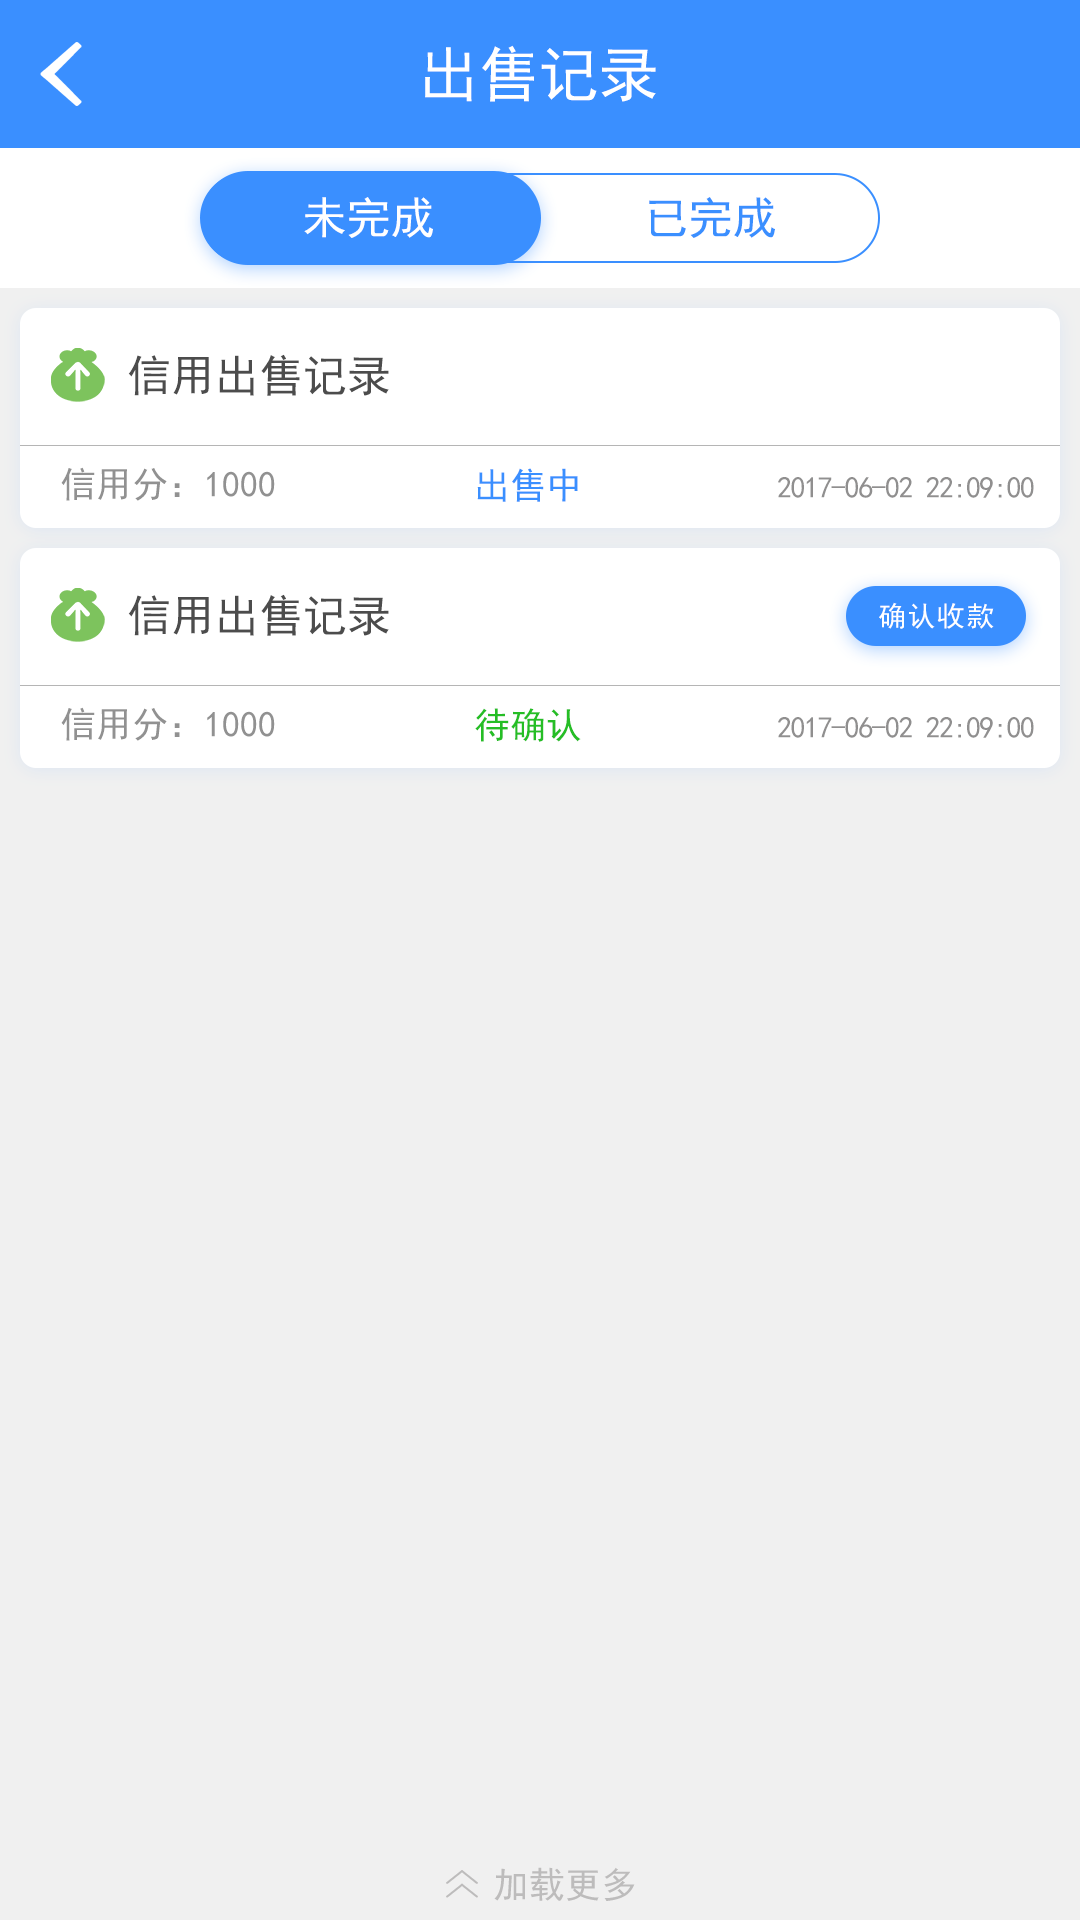 出售记录
未完成 已完成
信用出售记录
信用分：1000 出售中 2017-06-02 22:09:00
信用出售记录 确认收款
信用分：1000 待确认 2017-06-02 22:09:00
加载更多